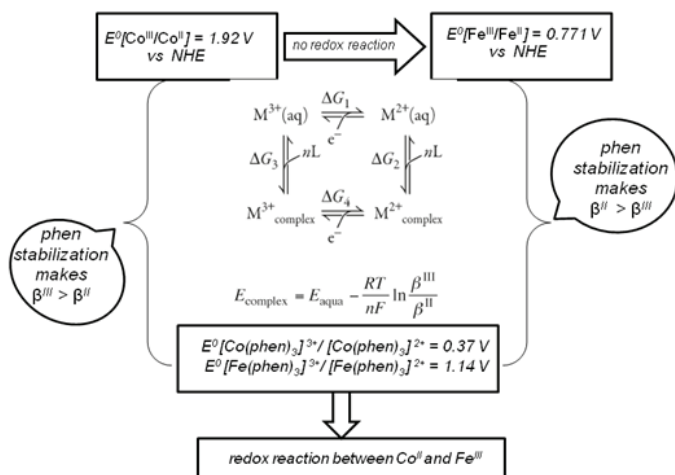 E⁰[Coᴵᴵᴵ/Coᴵᴵ] = 1.92 V
vs NHE
no redox reaction
E⁰[Feᴵᴵᴵ/Feᴵᴵ] = 0.771 V
vs NHE
M³⁺(aq) ΔG₁ M²⁺(aq)
e⁻
ΔG₃ nL ΔG₂ nL
M³⁺complex ΔG₄ M²⁺complex
e⁻
phen
stabilization
makes
βᴵᴵ > βᴵᴵᴵ
phen
stabilization
makes
βᴵᴵᴵ > βᴵᴵ
E_complex = E_aqua − RT/nF ln βᴵᴵᴵ/βᴵᴵ
E⁰ [Co(phen)₃]³⁺/ [Co(phen)₃]²⁺ = 0.37 V
E⁰ [Fe(phen)₃]³⁺/ [Fe(phen)₃]²⁺ = 1.14 V
redox reaction between Coᴵᴵ and Feᴵᴵᴵ